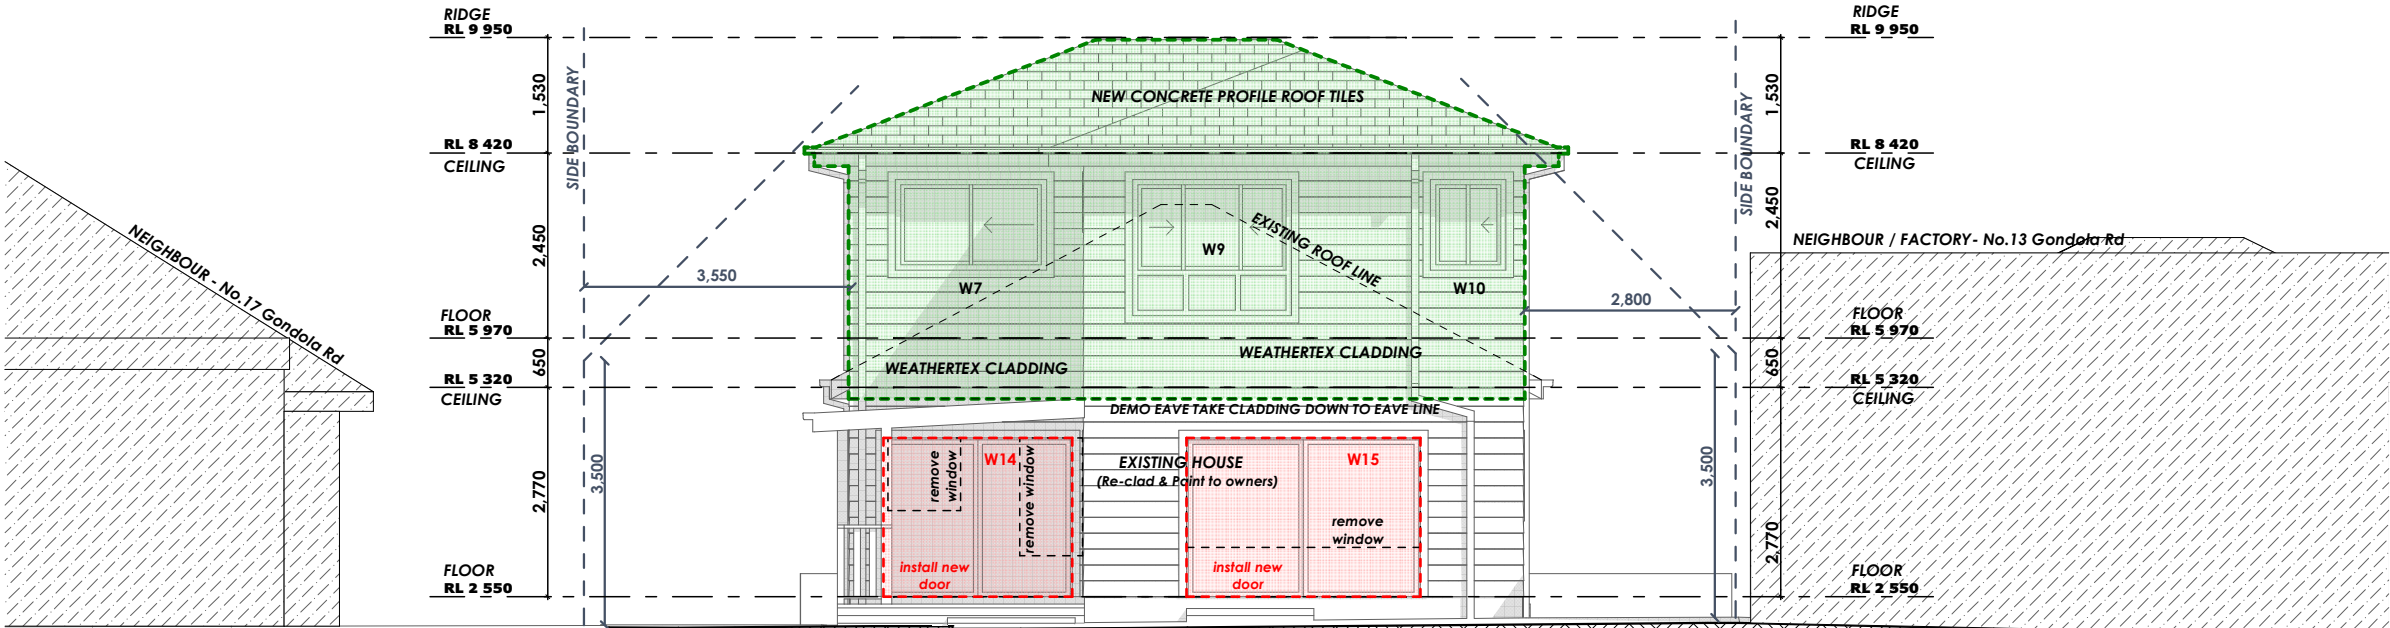 RIDGE
RL 9 950
1,530
RL 8 420
CEILING
2,450
FLOOR
RL 5 970
650
RL 5 320
CEILING
2,770
FLOOR
RL 2 550
SIDE BOUNDARY
NEIGHBOUR - No.17 Gondola Rd
3,550
3,500
NEW CONCRETE PROFILE ROOF TILES
W7
W9
W10
EXISTING ROOF LINE
WEATHERTEX CLADDING
WEATHERTEX CLADDING
DEMO EAVE TAKE CLADDING DOWN TO EAVE LINE
remove
window
W14
remove window
install new
door
EXISTING HOUSE
(Re-clad & Paint to owners)
W15
remove
window
install new
door
2,800
3,500
SIDE BOUNDARY
RIDGE
RL 9 950
1,530
RL 8 420
CEILING
2,450
NEIGHBOUR / FACTORY- No.13 Gondola Rd
FLOOR
RL 5 970
650
RL 5 320
CEILING
2,770
FLOOR
RL 2 550